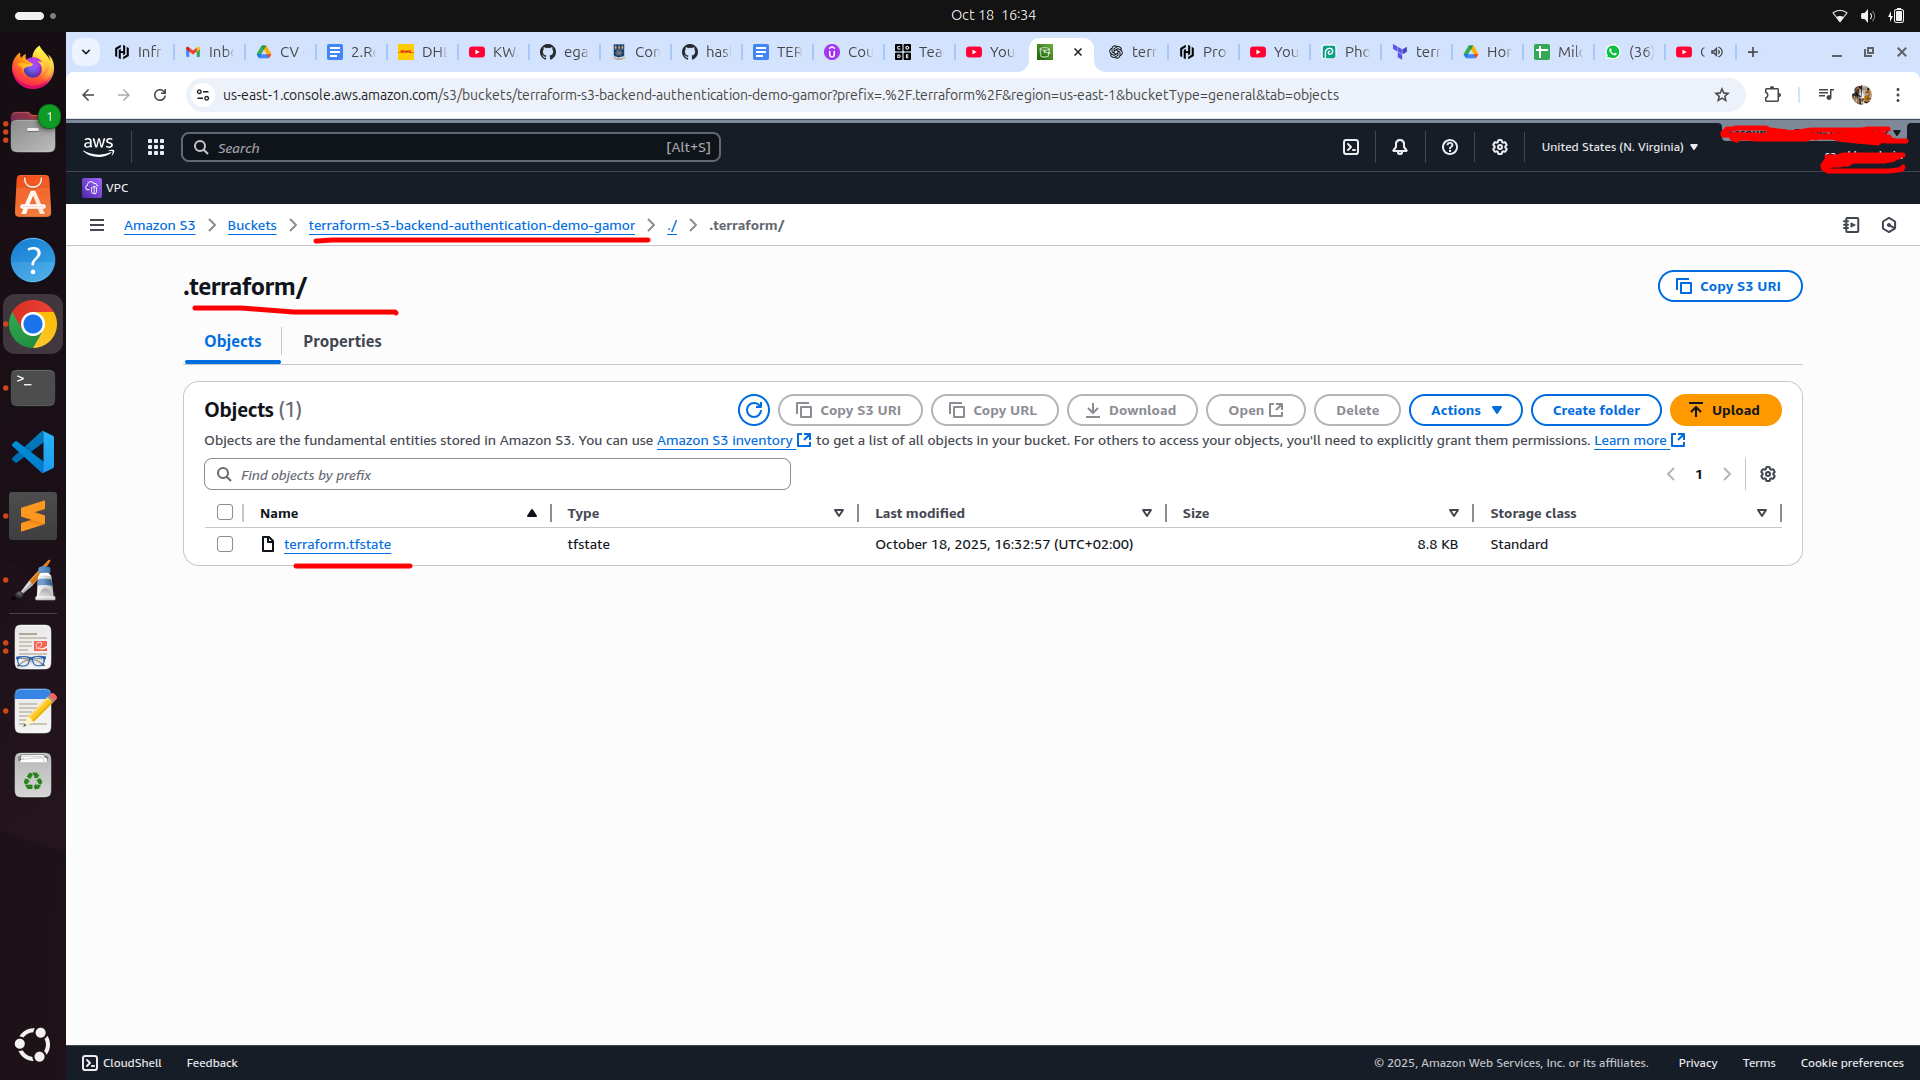 Oct 18 16:34
Infr
Inbo
CV
2.Re
DHL
KW
ega
Con
has
TER
Cou
Tea
You
terr
Pro
You
Pho
terr
Hor
Milo
(36)
us-east-1.console.aws.amazon.com/s3/buckets/terraform-s3-backend-authentication-demo-gamor?prefix=.%2F.terraform%2F&region=us-east-1&bucketType=general&tab=objects
1
aws
Search
[Alt+S]
United States (N. Virginia)
VPC
Amazon S3
Buckets
terraform-s3-backend-authentication-demo-gamor
./
.terraform/
.terraform/
Copy S3 URI
Objects
Properties
Objects (1)
Copy S3 URI
Copy URL
Download
Open
Delete
Actions
Create folder
Upload
Objects are the fundamental entities stored in Amazon S3. You can use Amazon S3 inventory to get a list of all objects in your bucket. For others to access your objects, you'll need to explicitly grant them permissions. Learn more
Find objects by prefix
1
Name
Type
Last modified
Size
Storage class
terraform.tfstate
tfstate
October 18, 2025, 16:32:57 (UTC+02:00)
8.8 KB
Standard
CloudShell
Feedback
© 2025, Amazon Web Services, Inc. or its affiliates.
Privacy
Terms
Cookie preferences